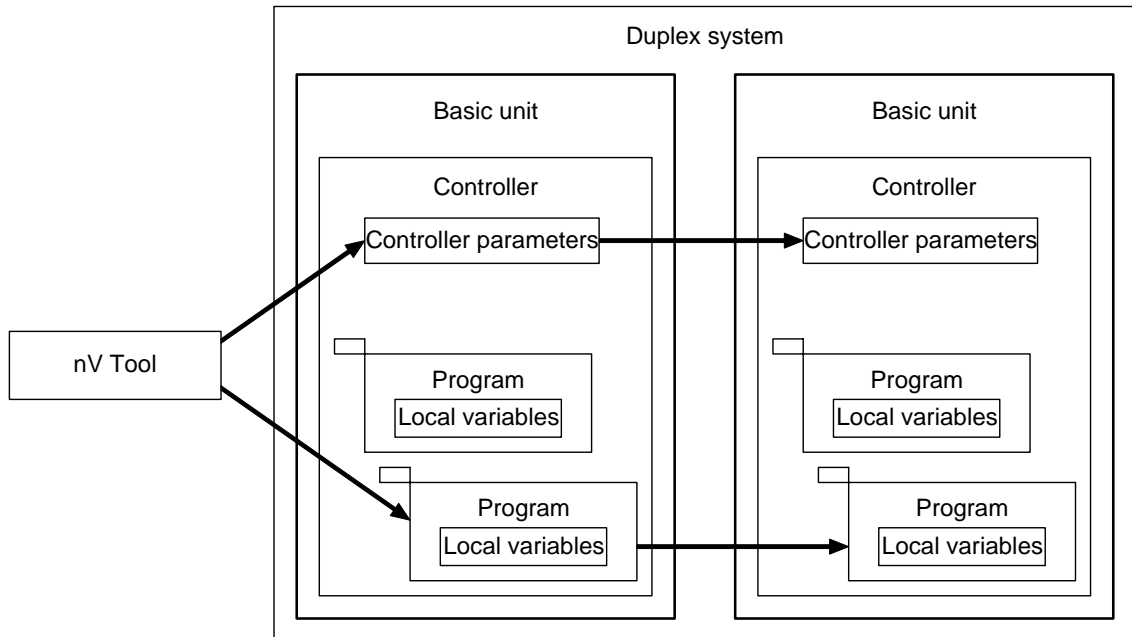 Duplex system
Basic unit
Basic unit
Controller
Controller
Controller parameters
Controller parameters
nV Tool
Program
Program
Local variables
Local variables
Program
Program
Local variables
Local variables